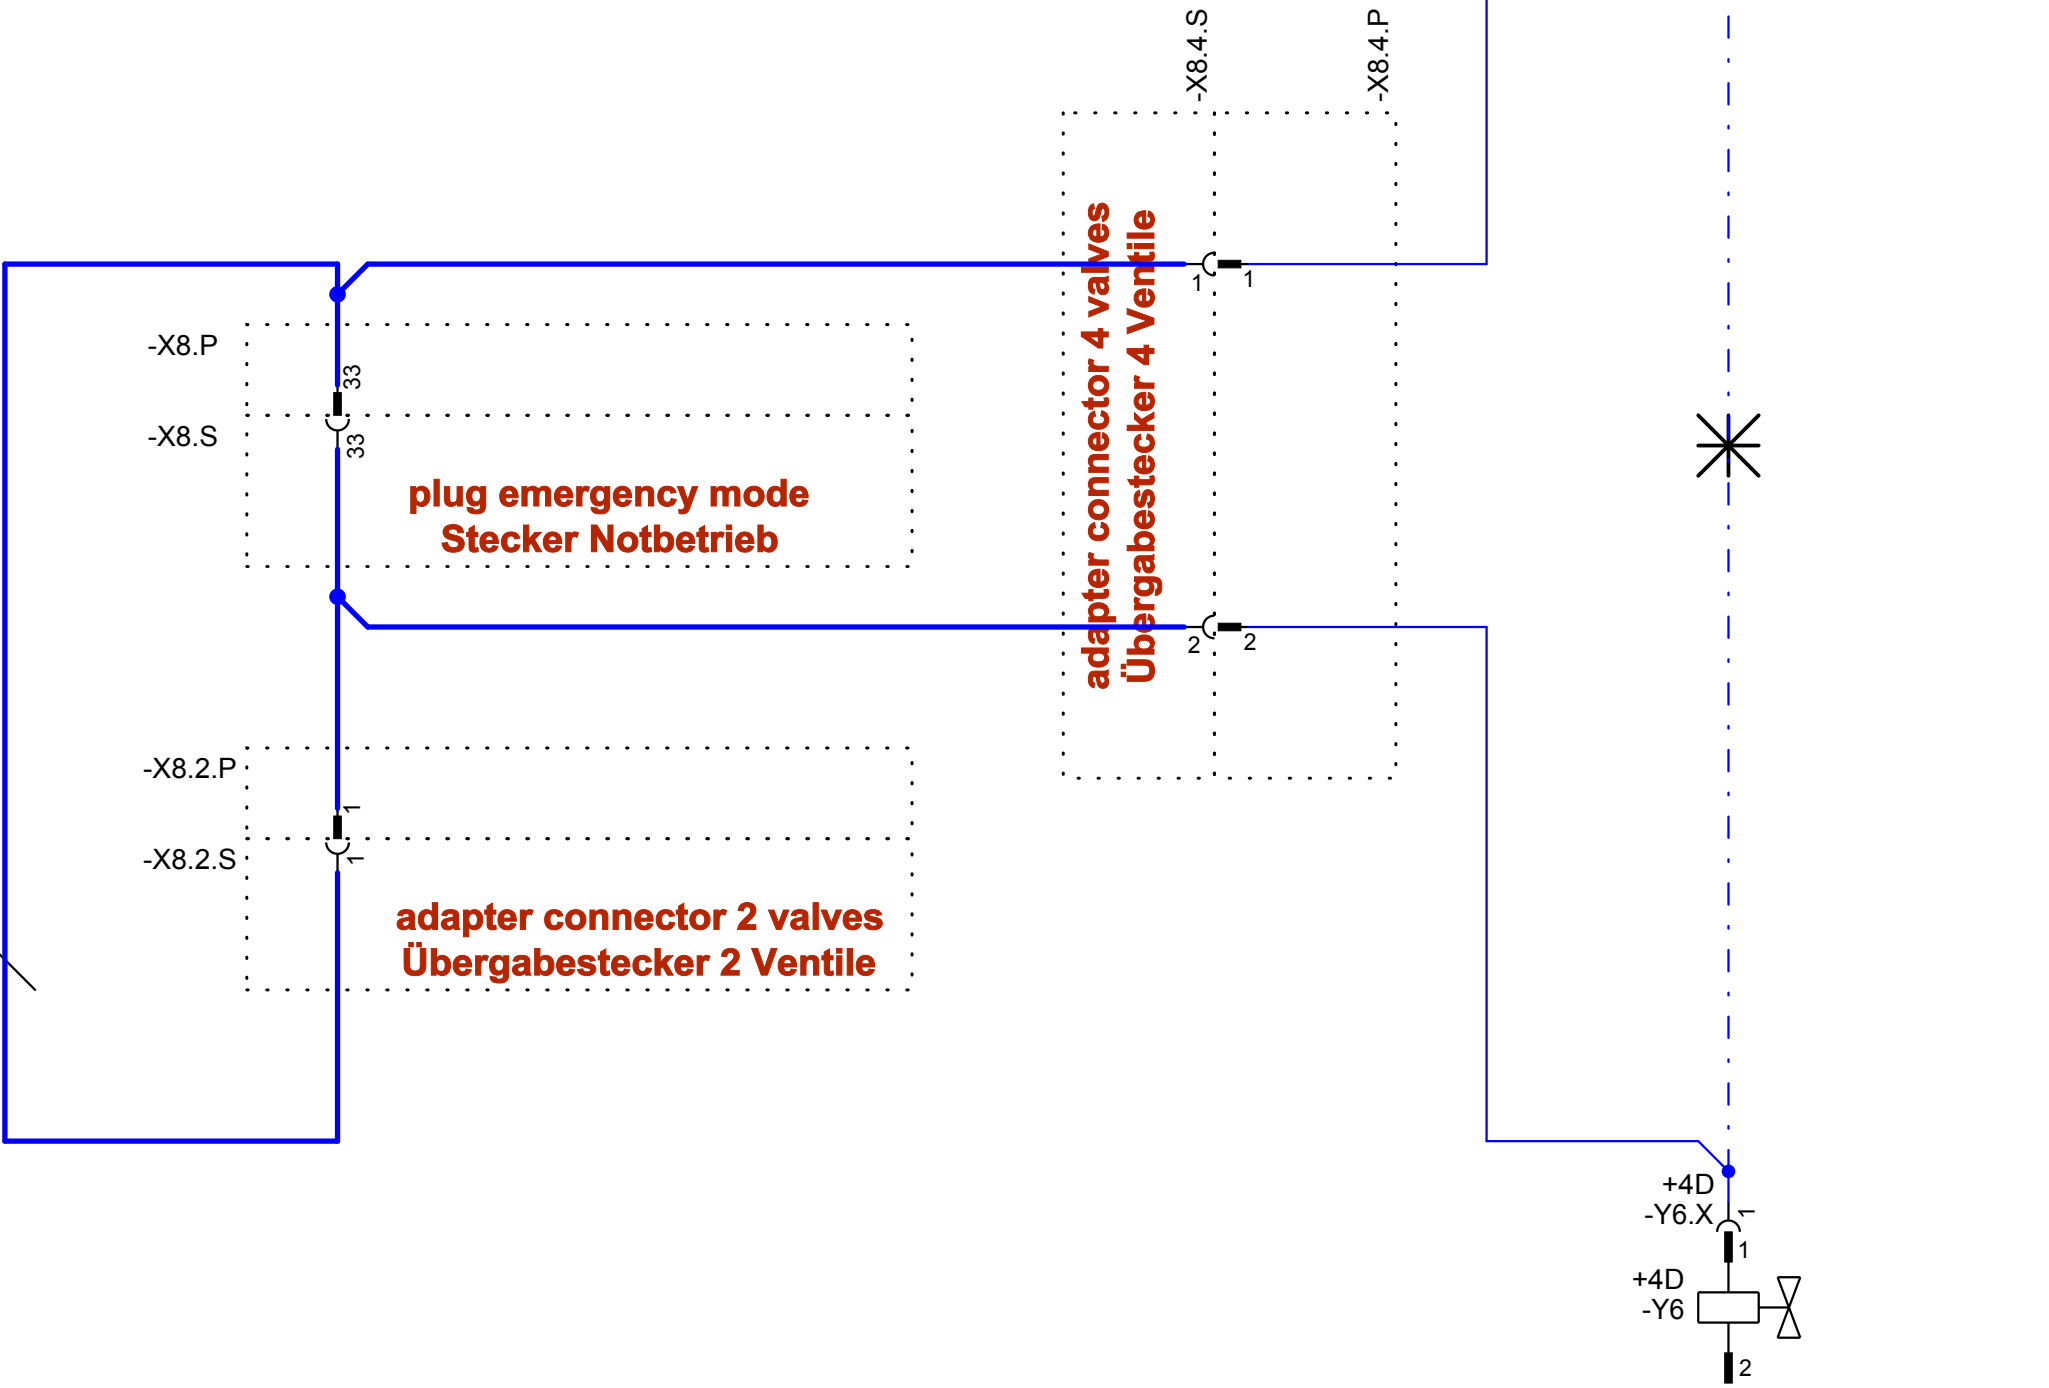 -X8.4.S
-X8.4.P
1
1
-X8.P
33
-X8.S
33
plug emergency mode
Stecker Notbetrieb
adapter connector 4 valves
Übergabestecker 4 Ventile
2
2
-X8.2.P
1
-X8.2.S
1
adapter connector 2 valves
Übergabestecker 2 Ventile
+4D
-Y6.X
1
1
+4D
-Y6
2